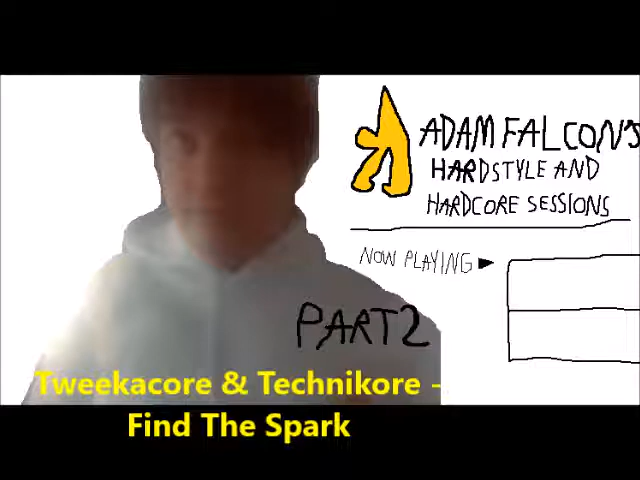 ADAM FALCON'S
HARDSTYLE AND
HARDCORE SESSIONS
NOW PLAYING
PART2
Tweekacore & Technikore -
Find The Spark